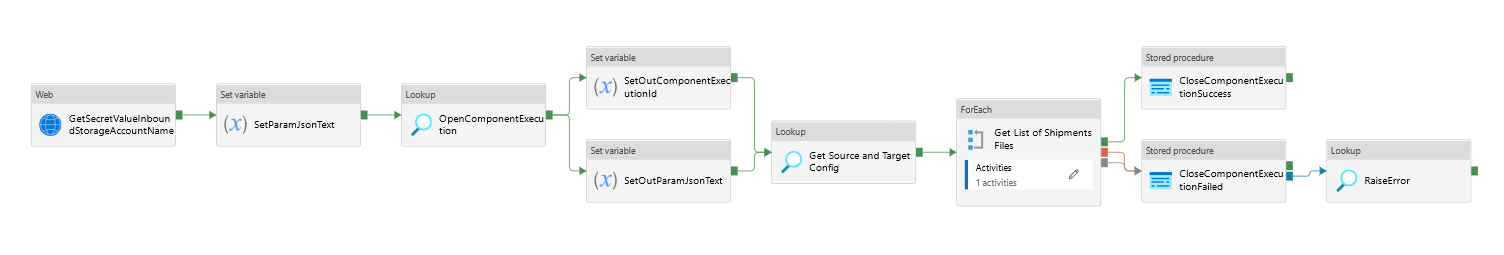 Web
GetSecretValueInboun
dStorageAccountName
Set variable
(x)
SetParamJsonText
Lookup
OpenComponentExecu
tion
Set variable
(x)
SetOutComponentExec
utionId
Set variable
(x)
SetOutParamJsonText
Lookup
Get Source and Target
Config
ForEach
Get List of Shipments
Files
Activities
1 activities
Stored procedure
CloseComponentExecu
tionSuccess
Stored procedure
CloseComponentExecu
tionFailed
Lookup
RaiseError